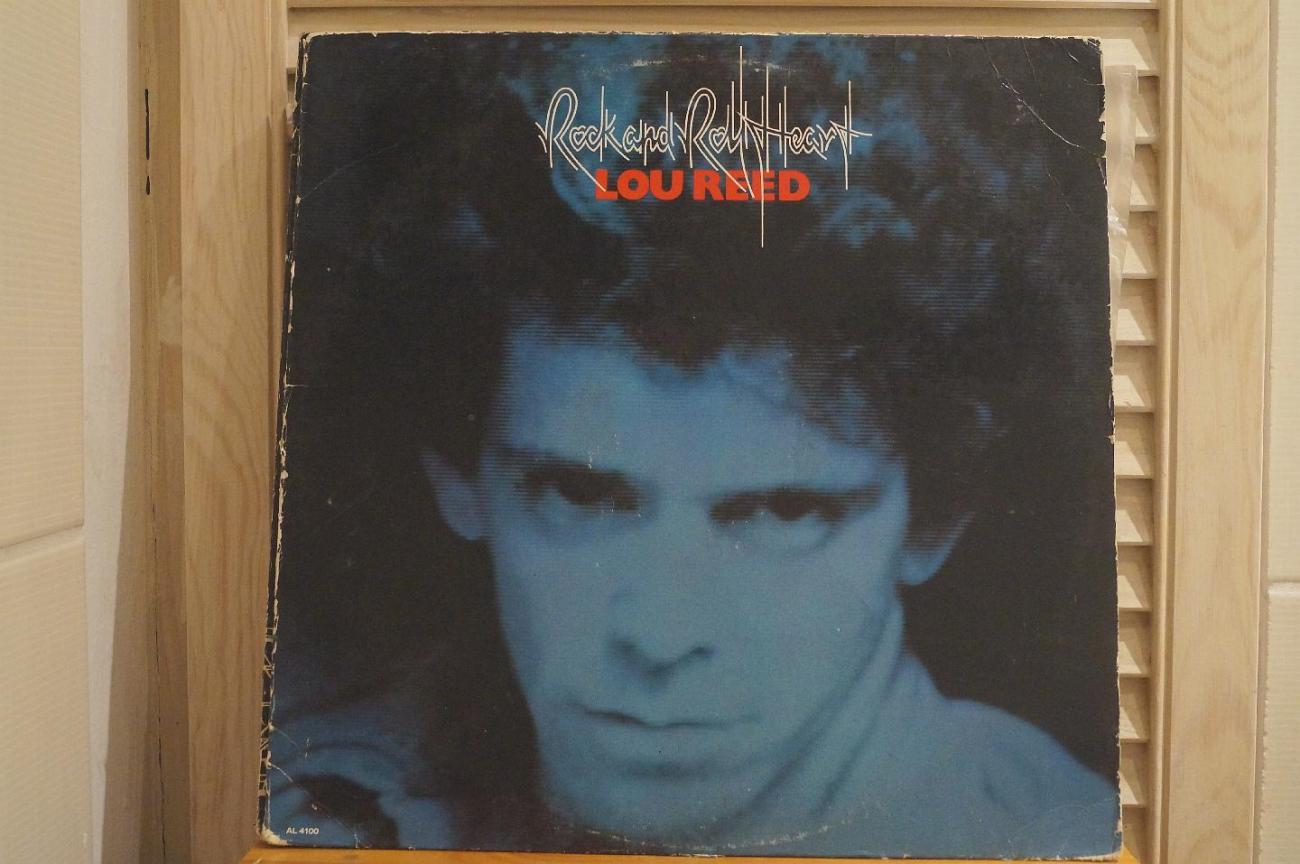 Rock and Roll Heart
LOU REED
AL 4100